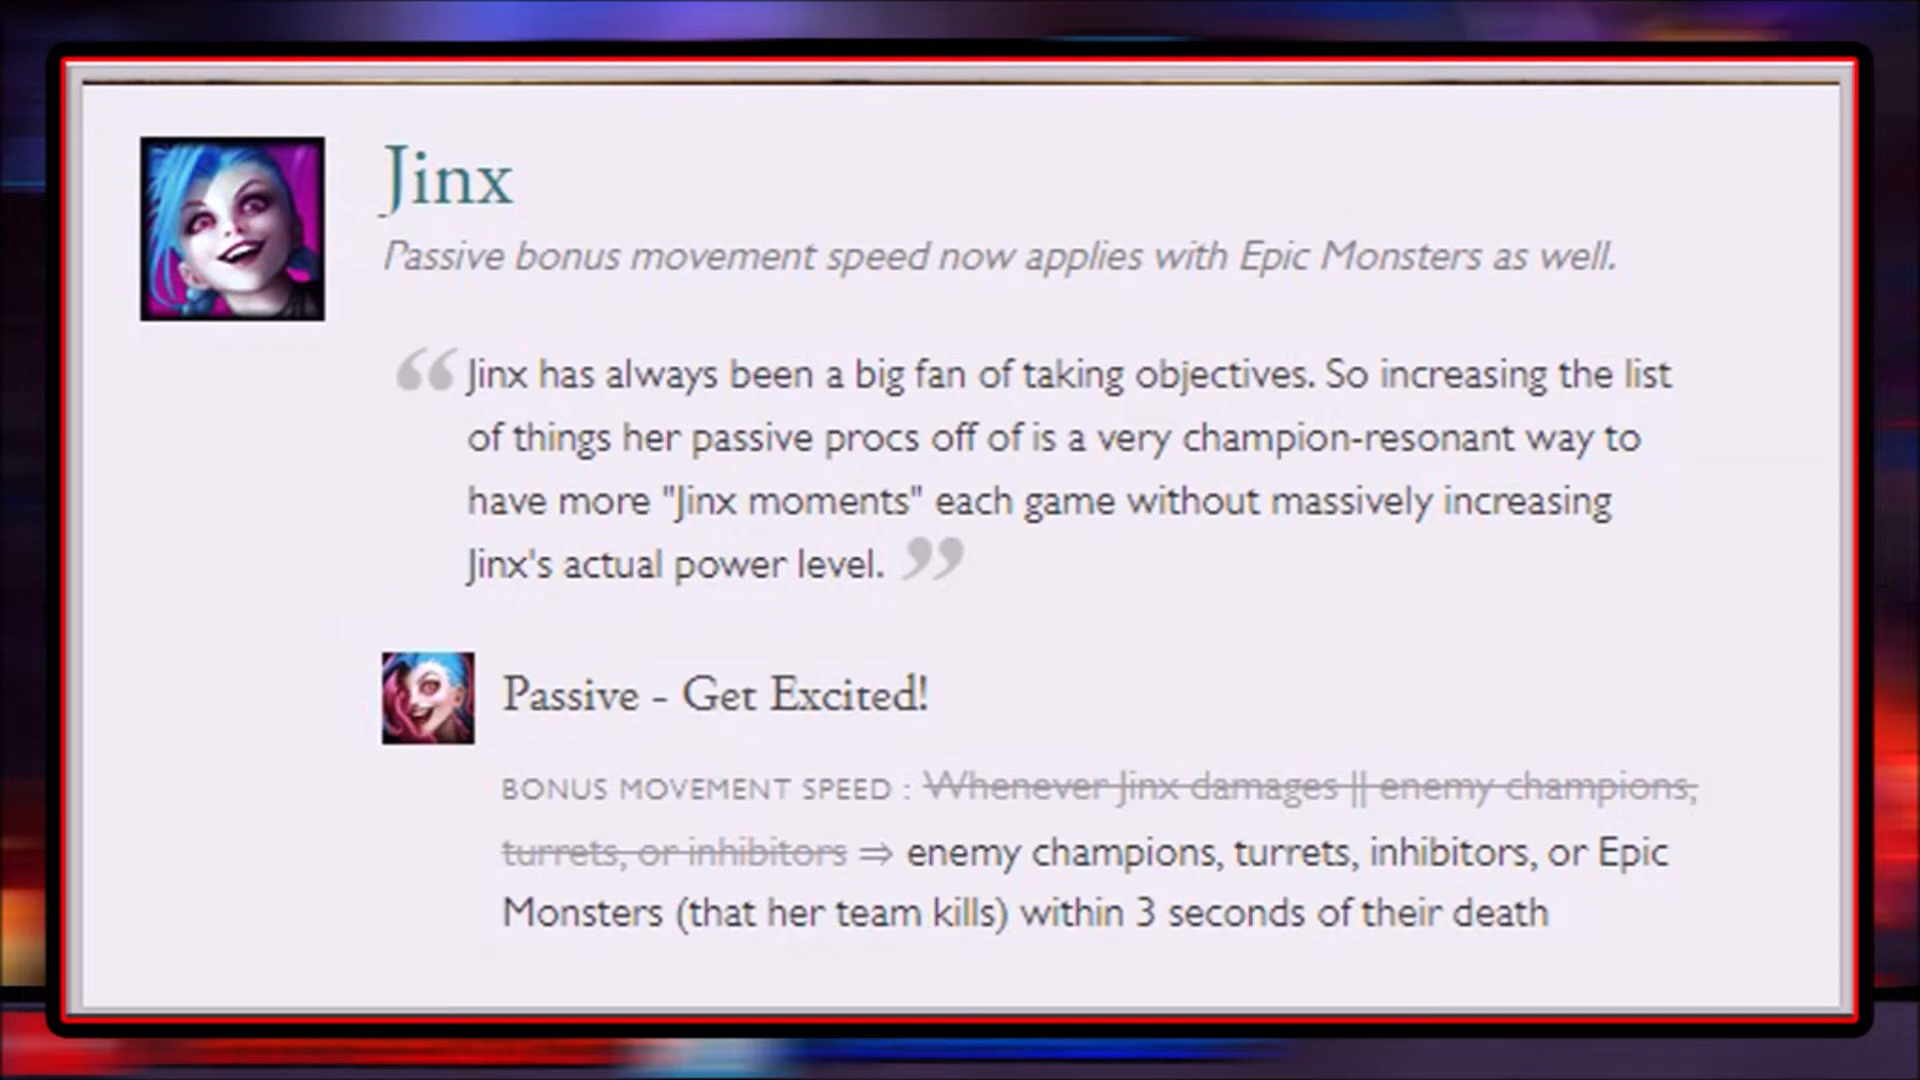 Jinx
Passive bonus movement speed now applies with Epic Monsters as well.
“Jinx has always been a big fan of taking objectives. So increasing the list
of things her passive procs off of is a very champion-resonant way to
have more "Jinx moments" each game without massively increasing
Jinx's actual power level.”
Passive - Get Excited!
BONUS MOVEMENT SPEED : Whenever Jinx damages || enemy champions,
turrets, or inhibitors ⇒ enemy champions, turrets, inhibitors, or Epic
Monsters (that her team kills) within 3 seconds of their death